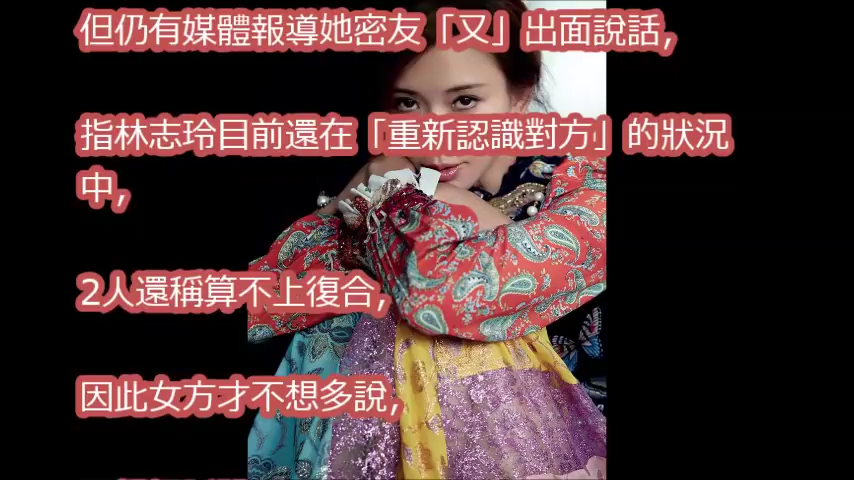 但仍有媒體報導她密友「又」出面說話，
指林志玲目前還在「重新認識對方」的狀況
中，
2人還稱算不上復合，
因此女方才不想多說，